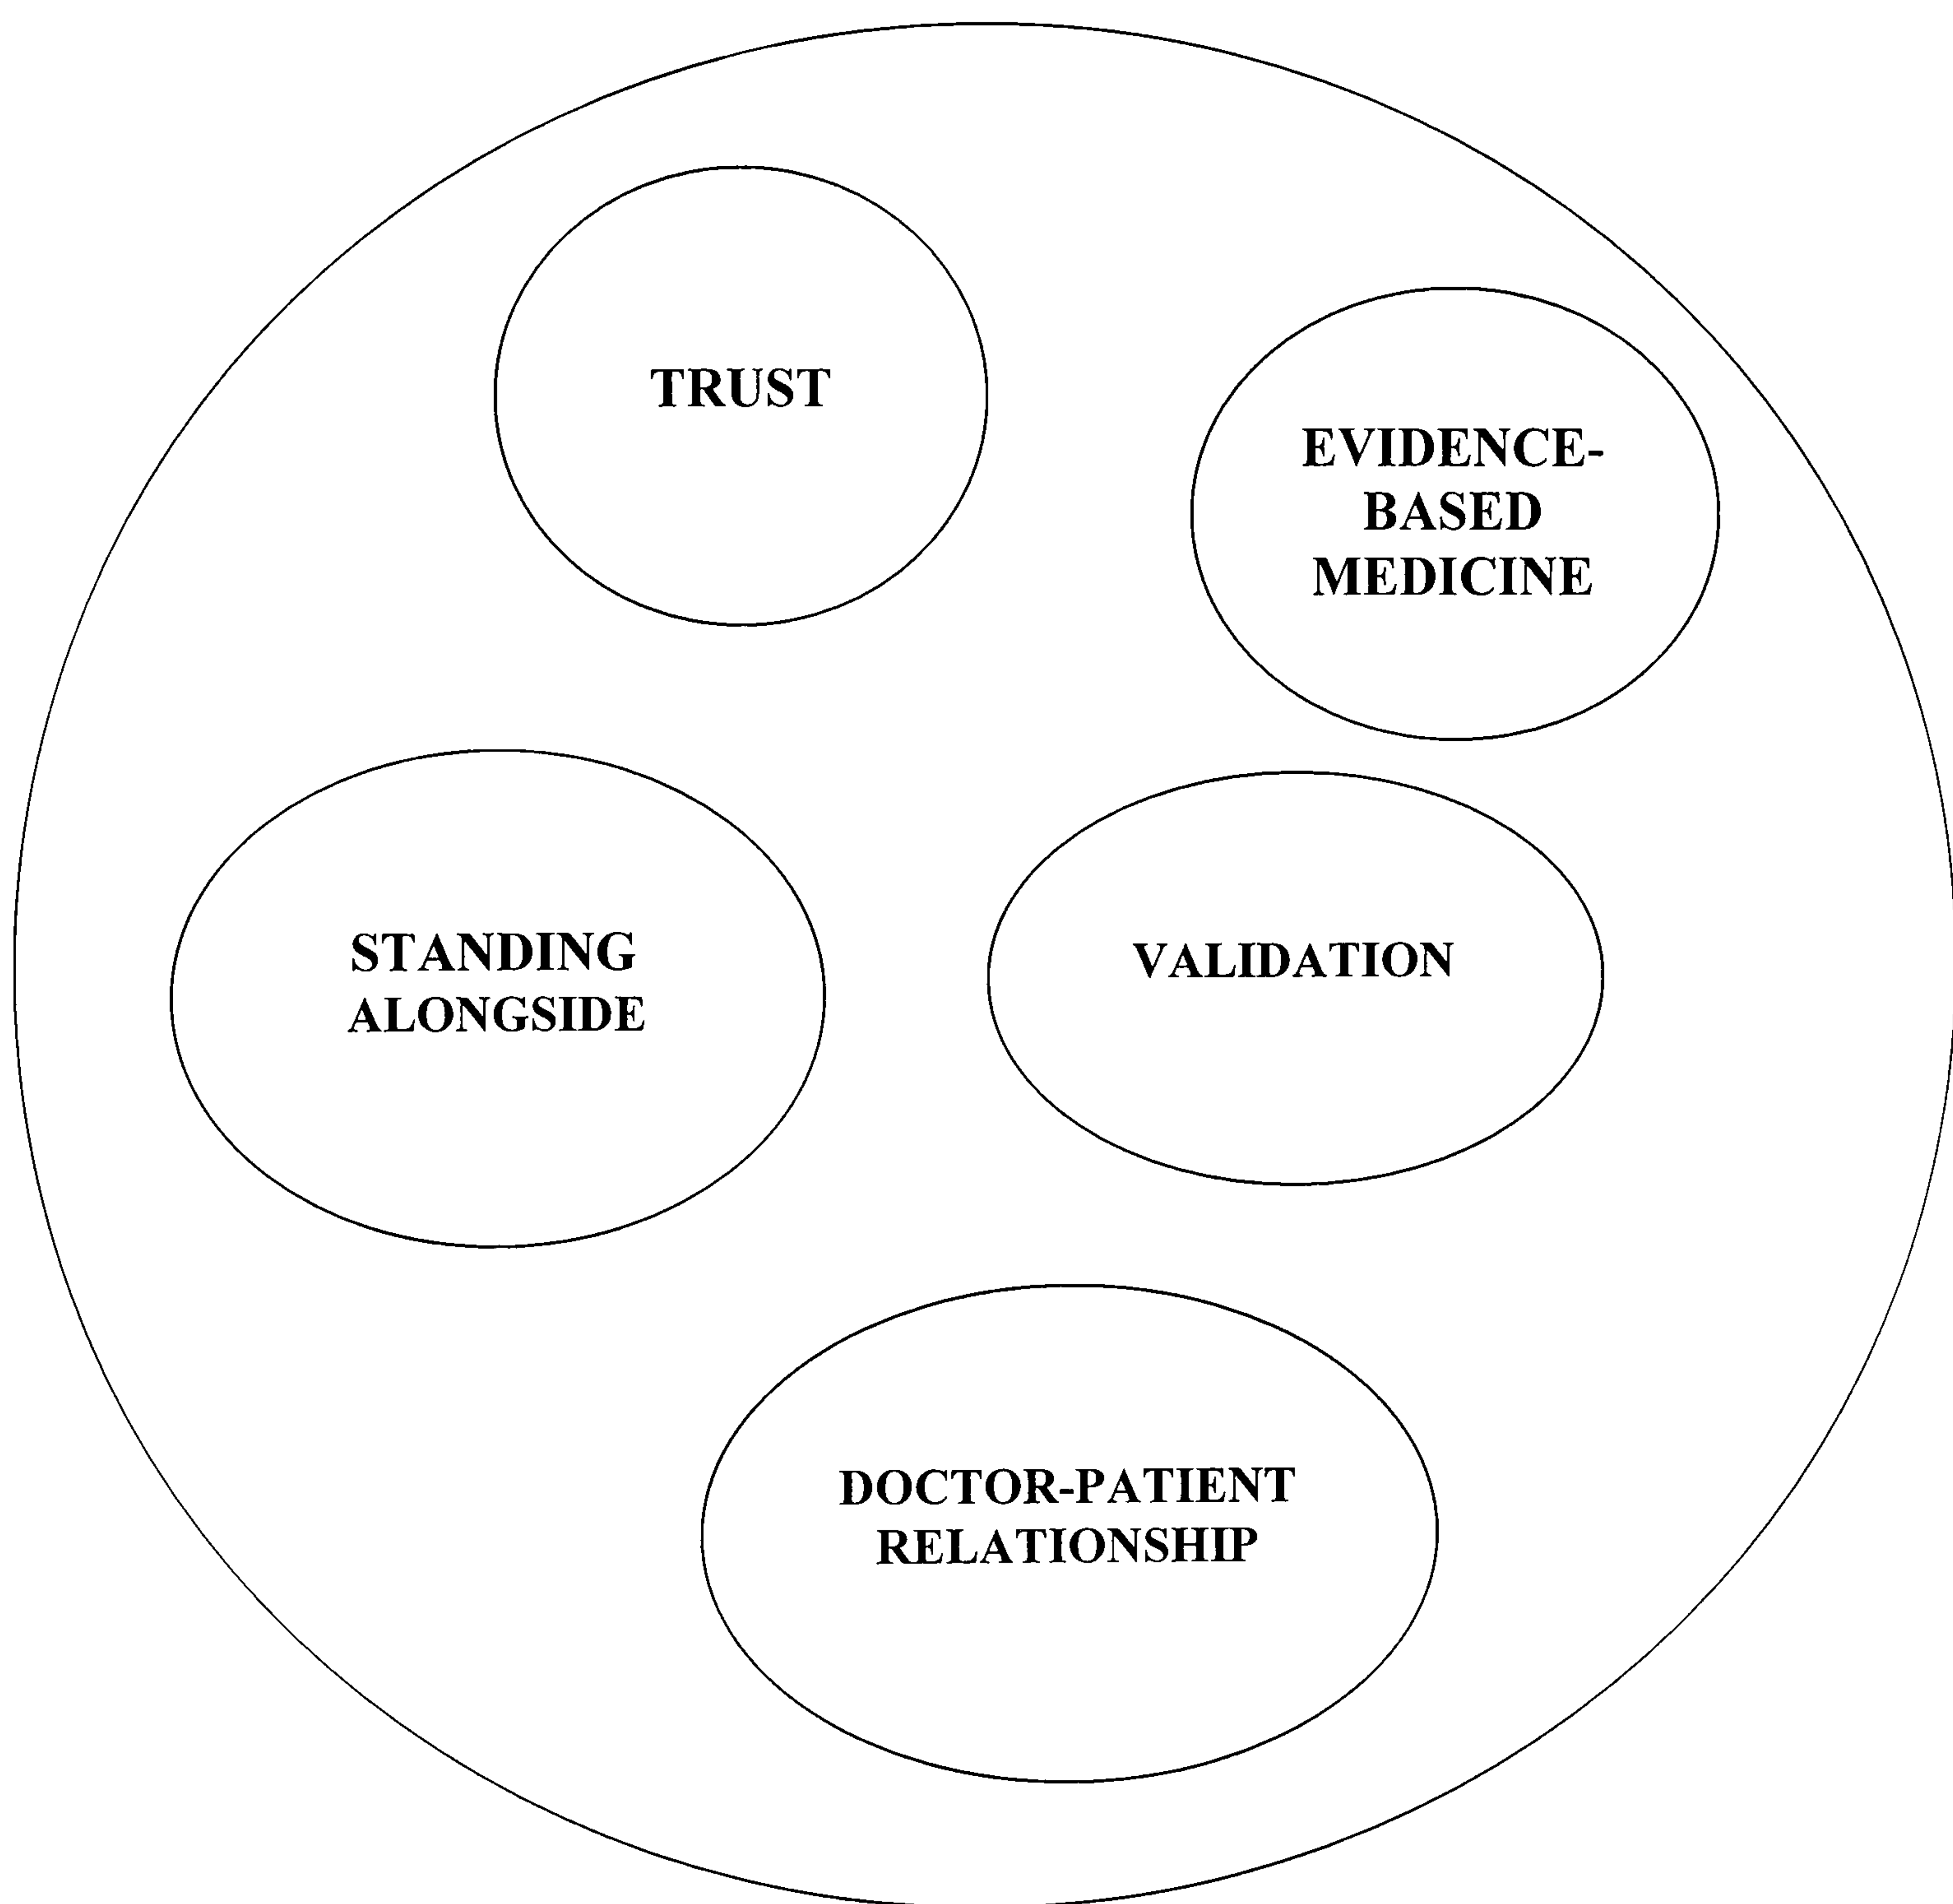 TRUST
EVIDENCE-
BASED
MEDICINE
STANDING
ALONGSIDE
VALIDATION
DOCTOR-PATIENT
RELATIONSHIP